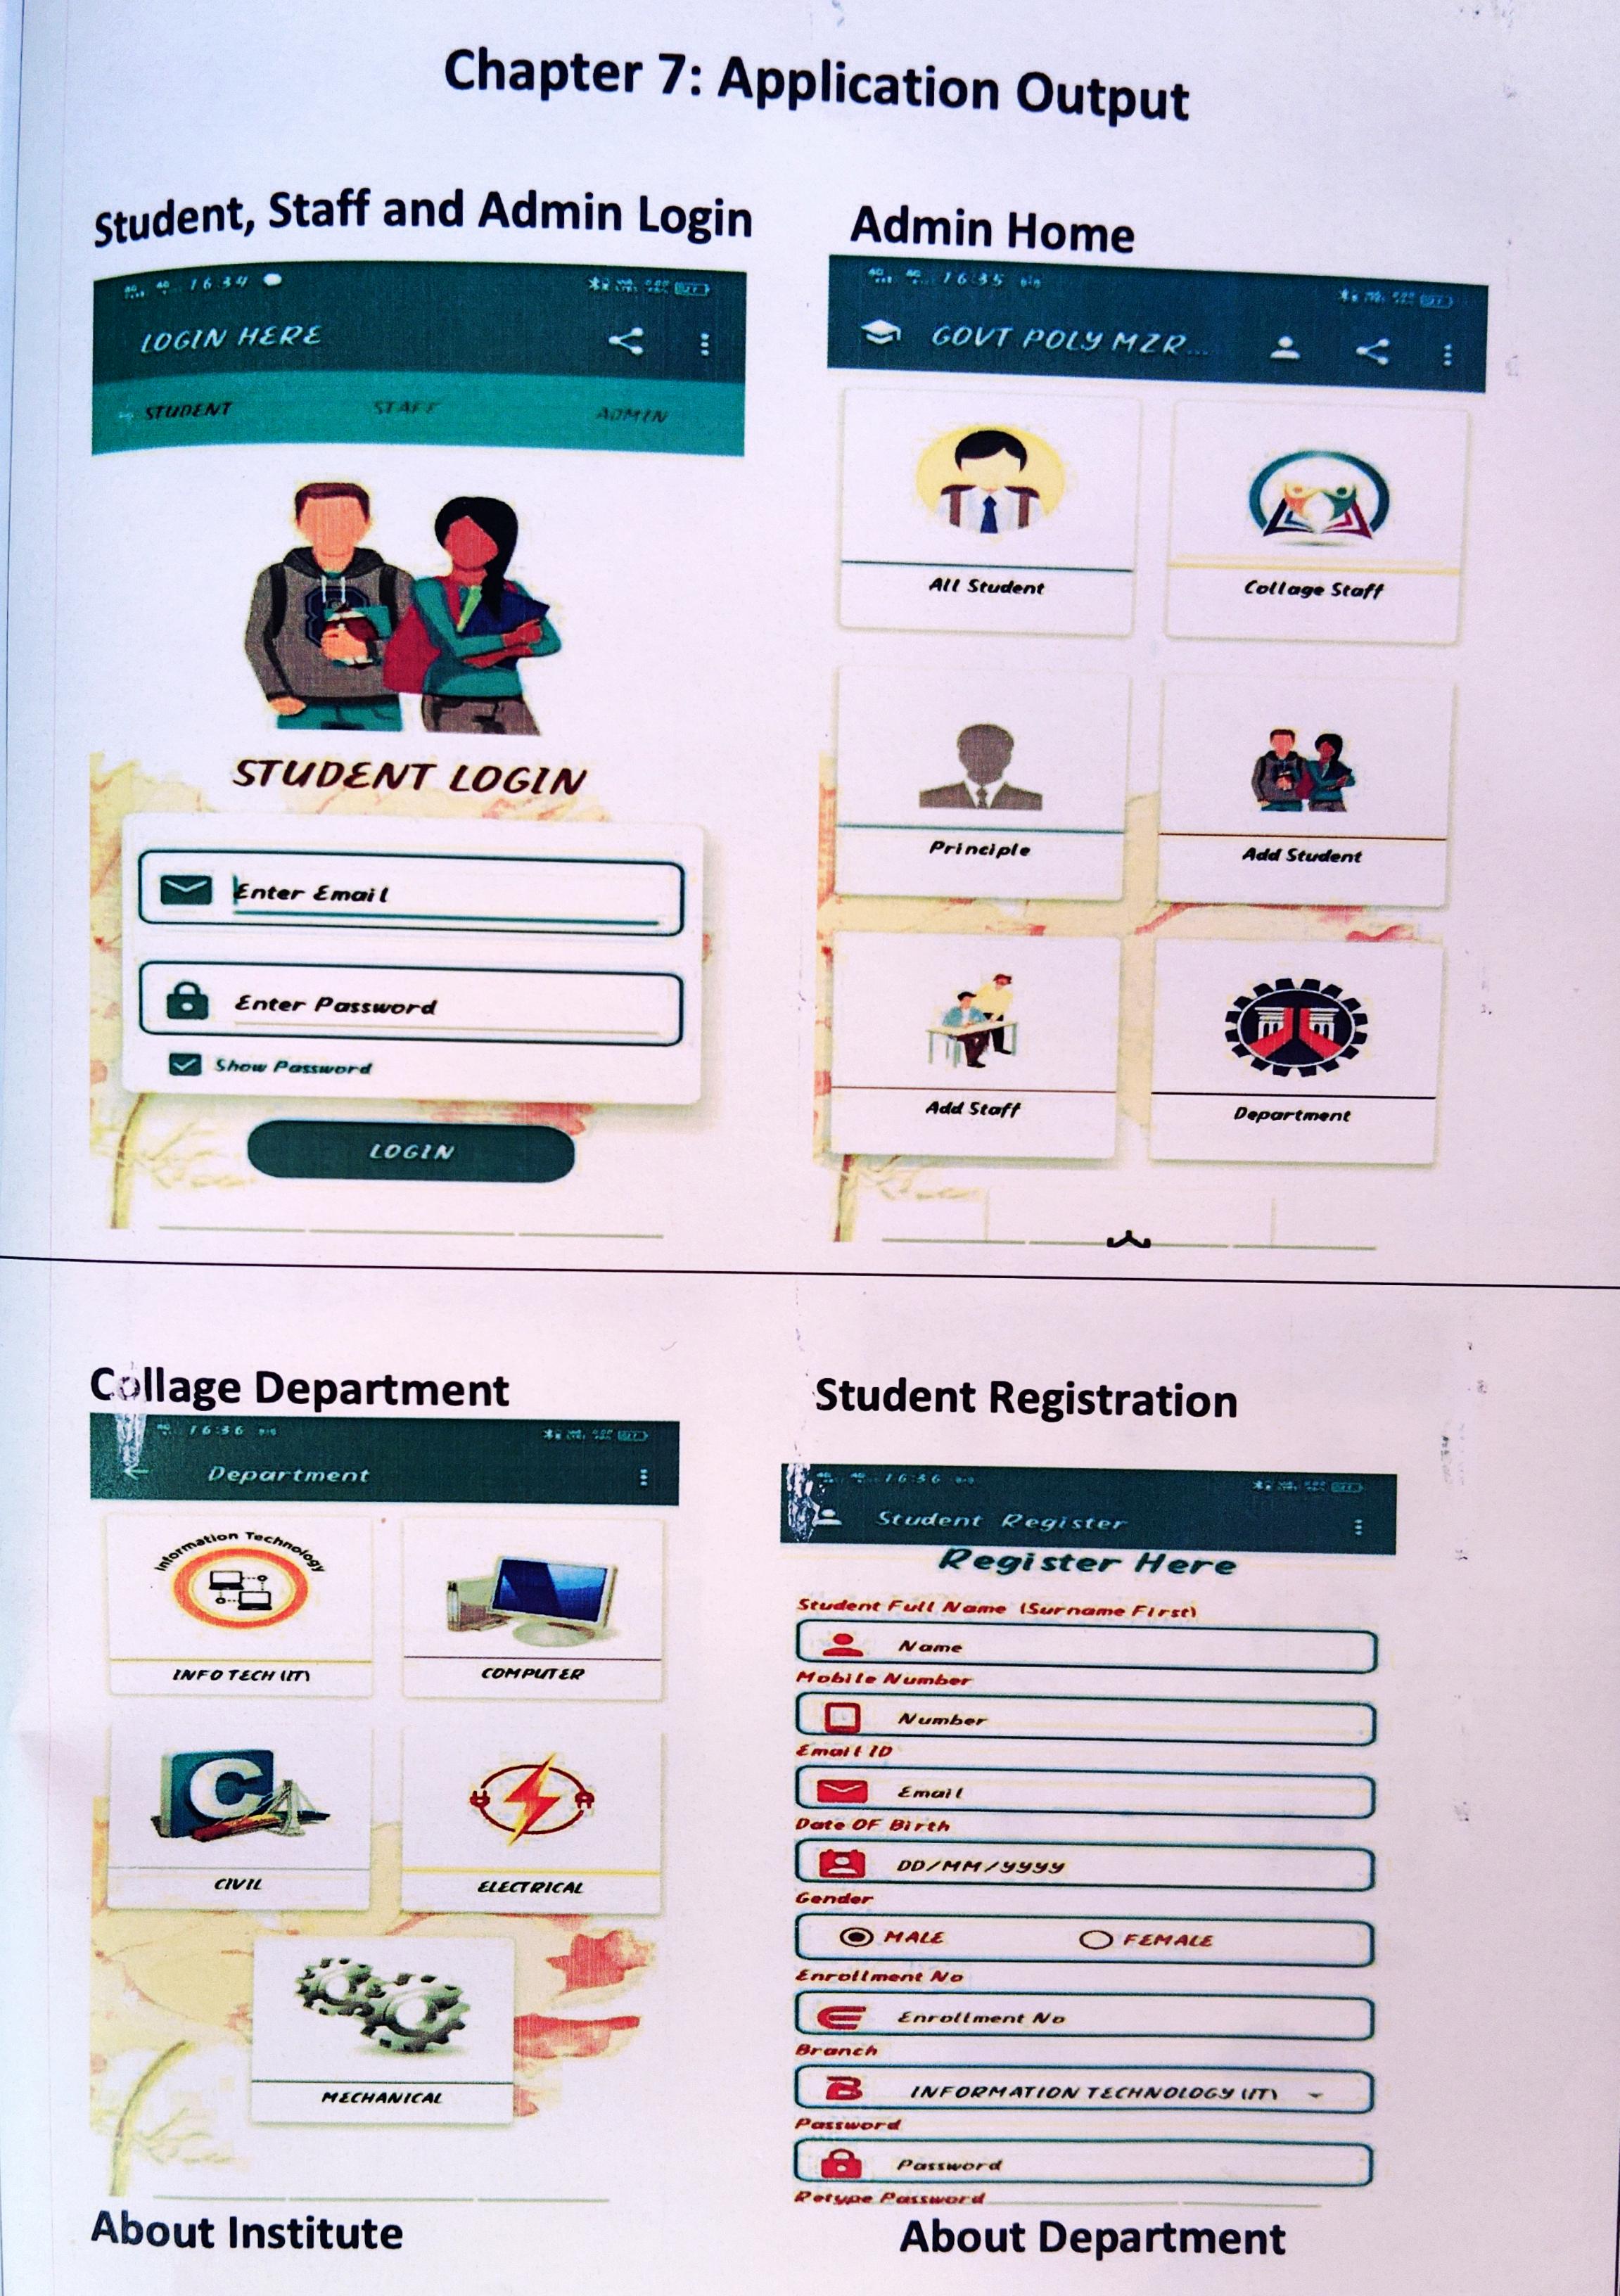 Chapter 7: Application Output
Student, Staff and Admin Login
16:34
LOGIN HERE
STUDENT STAFF ADMIN
STUDENT LOGIN
Enter Email
Enter Password
Show Password
LOGIN
Admin Home
16:35
GOVT POLY MZR...
All Student
Collage Staff
Principle
Add Student
Add Staff
Department
Collage Department
16:36
Department
Information Technology
INFO TECH (IT)
COMPUTER
C
CIVIL
ELECTRICAL
MECHANICAL
Student Registration
16:36
Student Register
Register Here
Student Full Name (Surname First)
Name
Mobile Number
Number
Email ID
Email
Date OF Birth
DD/MM/YYYY
Gender
MALE FEMALE
Enrollment No
Enrollment No
Branch
B INFORMATION TECHNOLOGY (IT)
Password
Password
Retype Password
About Institute
About Department